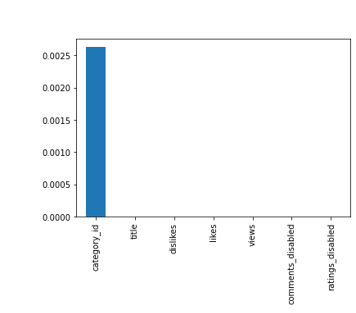 0.0025
0.0020
0.0015
0.0010
0.0005
0.0000
category_id
title
dislikes
likes
views
comments_disabled
ratings_disabled